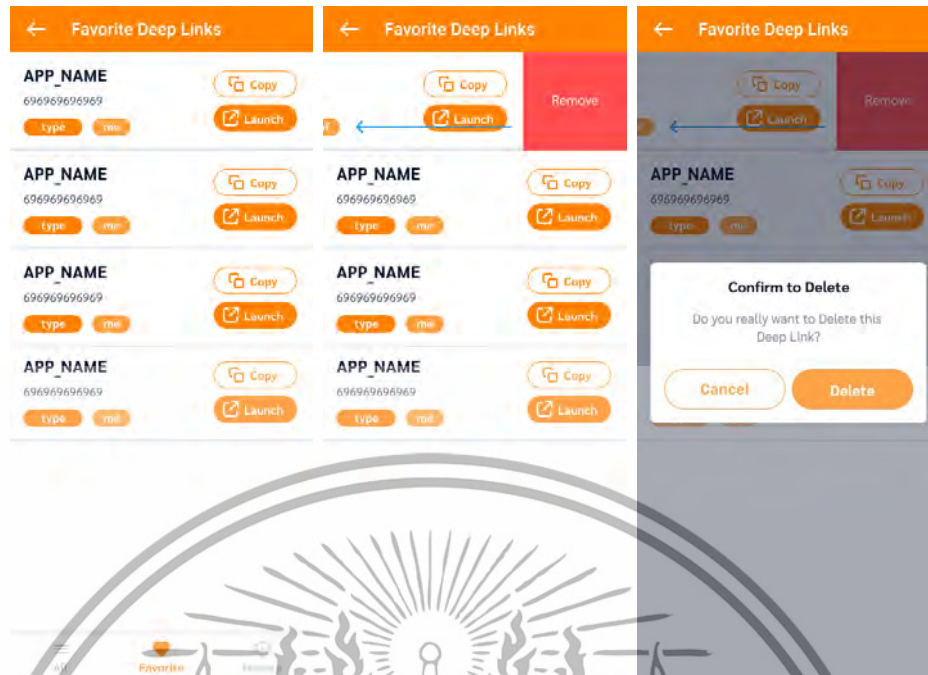 Favorite Deep Links
APP_NAME
696969696969
type me
Copy
Launch
APP_NAME
696969696969
type me
Copy
Launch
APP_NAME
696969696969
type me
Copy
Launch
APP_NAME
696969696969
type me
Copy
Launch
All Favorite
Favorite Deep Links
Copy
Launch
Remove
APP_NAME
696969696969
type me
Copy
Launch
APP_NAME
696969696969
type me
Copy
Launch
APP_NAME
696969696969
type me
Copy
Launch
Favorite Deep Links
Copy
Launch
Remove
APP_NAME
696969696969
type me
Copy
Launch
Confirm to Delete
Do you really want to Delete this
Deep Link?
Cancel Delete